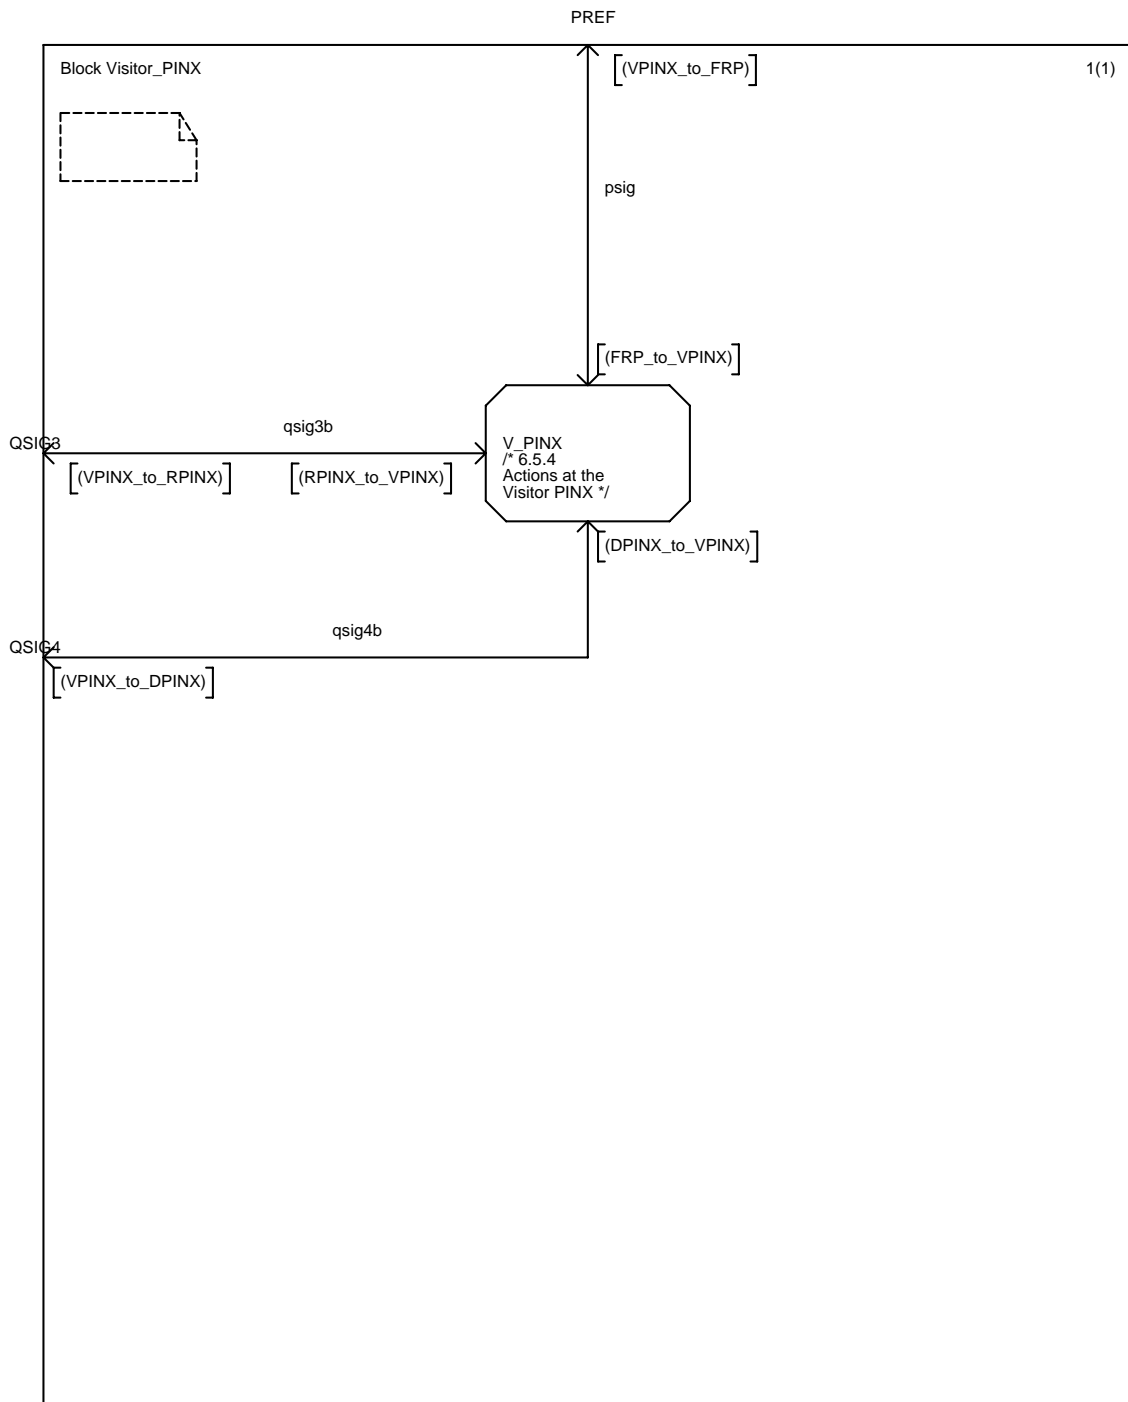 PREF
Block Visitor_PINX
(VPINX_to_FRP)
1(1)
psig
(FRP_to_VPINX)
qsig3b
QSIG3
V_PINX
/* 6.5.4
Actions at the
Visitor PINX */
(VPINX_to_RPINX)
(RPINX_to_VPINX)
(DPINX_to_VPINX)
qsig4b
QSIG4
(VPINX_to_DPINX)